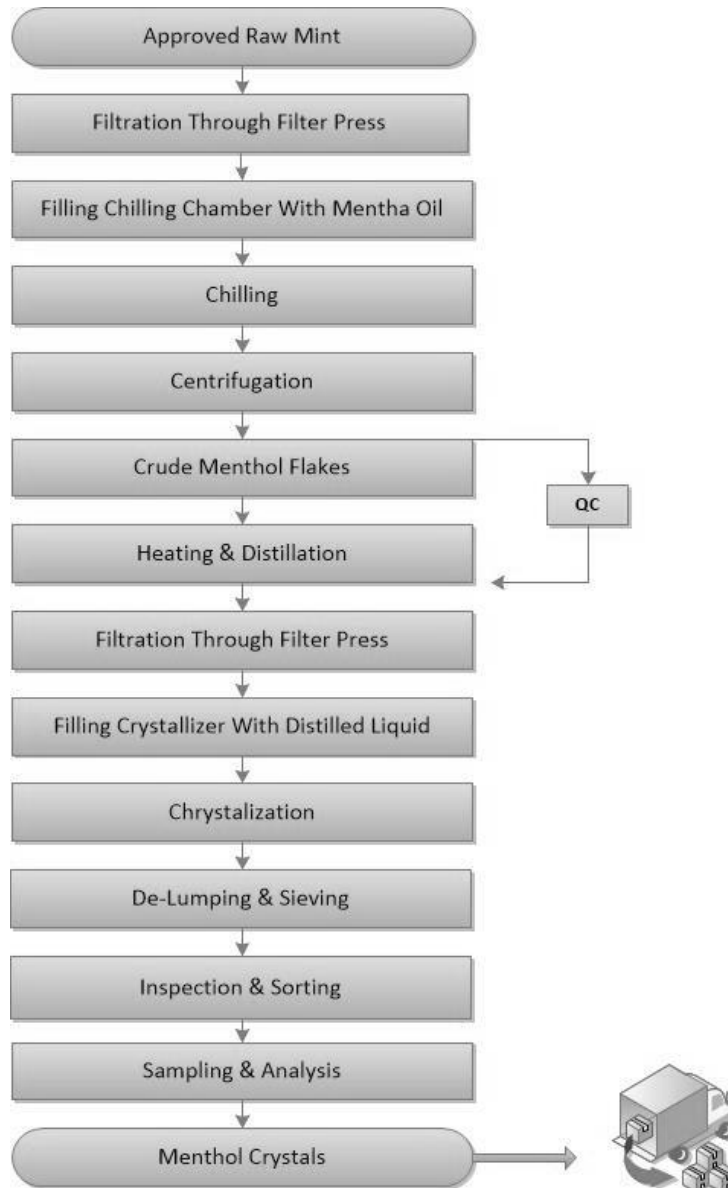 Approved Raw Mint
Filtration Through Filter Press
Filling Chilling Chamber With Mentha Oil
Chilling
Centrifugation
Crude Menthol Flakes
QC
Heating & Distillation
Filtration Through Filter Press
Filling Crystallizer With Distilled Liquid
Chrystalization
De-Lumping & Sieving
Inspection & Sorting
Sampling & Analysis
Menthol Crystals